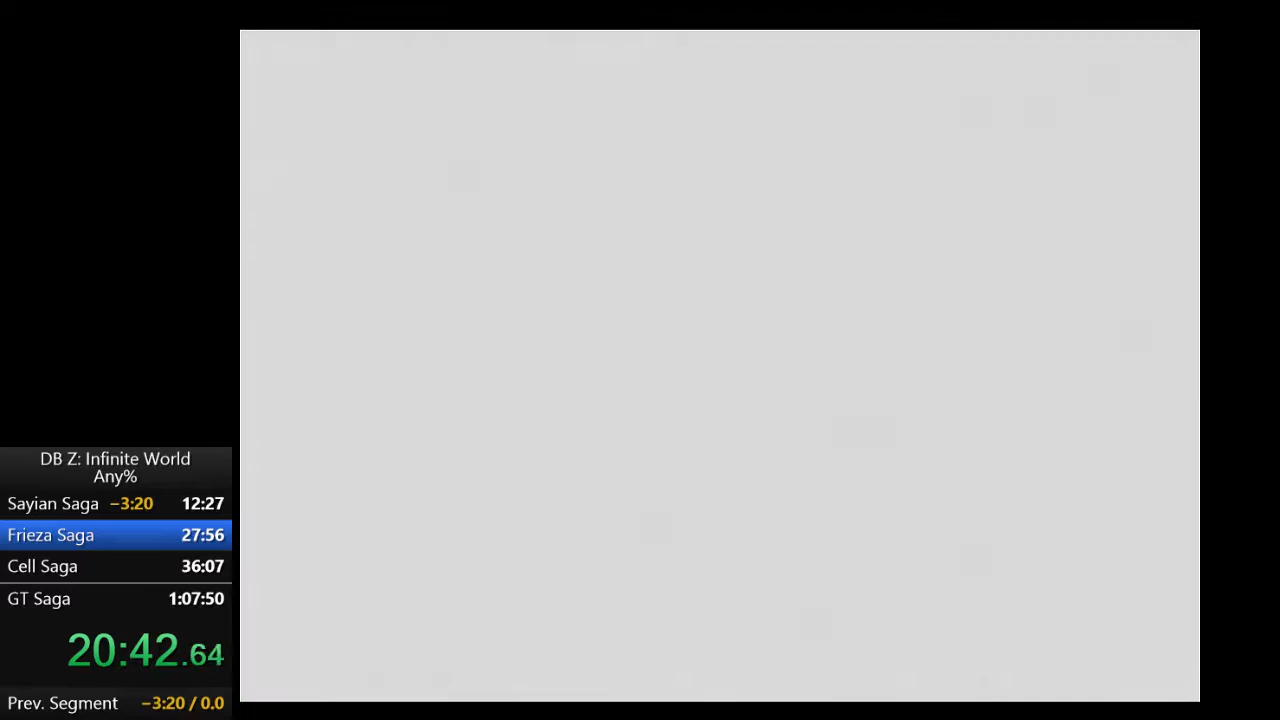 DB Z: Infinite World
Any%
Sayian Saga −3:20 12:27
Frieza Saga 27:56
Cell Saga 36:07
GT Saga 1:07:50
20:42.64
Prev. Segment −3:20 / 0.0